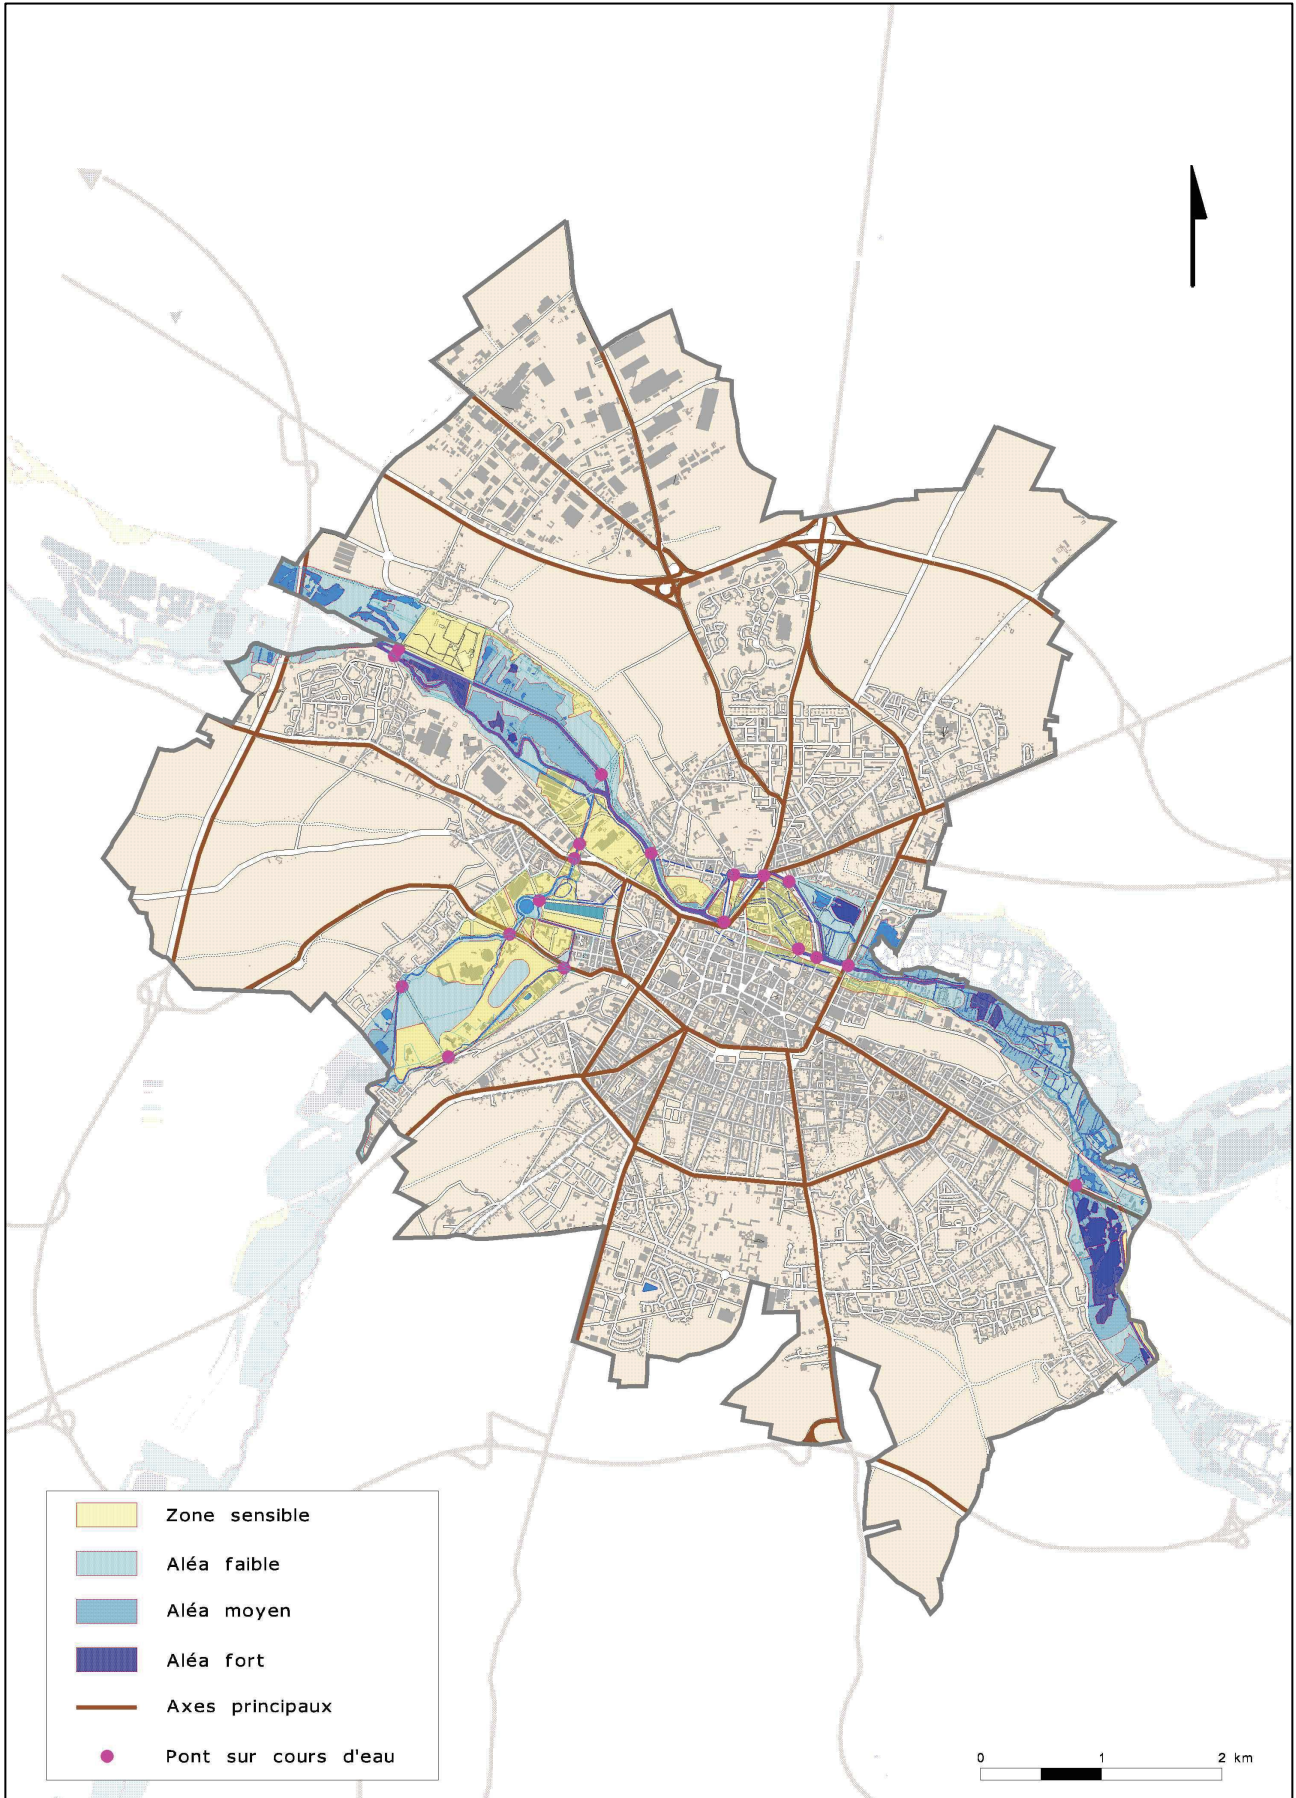 Zone sensible
Aléa faible
Aléa moyen
Aléa fort
Axes principaux
Pont sur cours d'eau
0 1 2 km